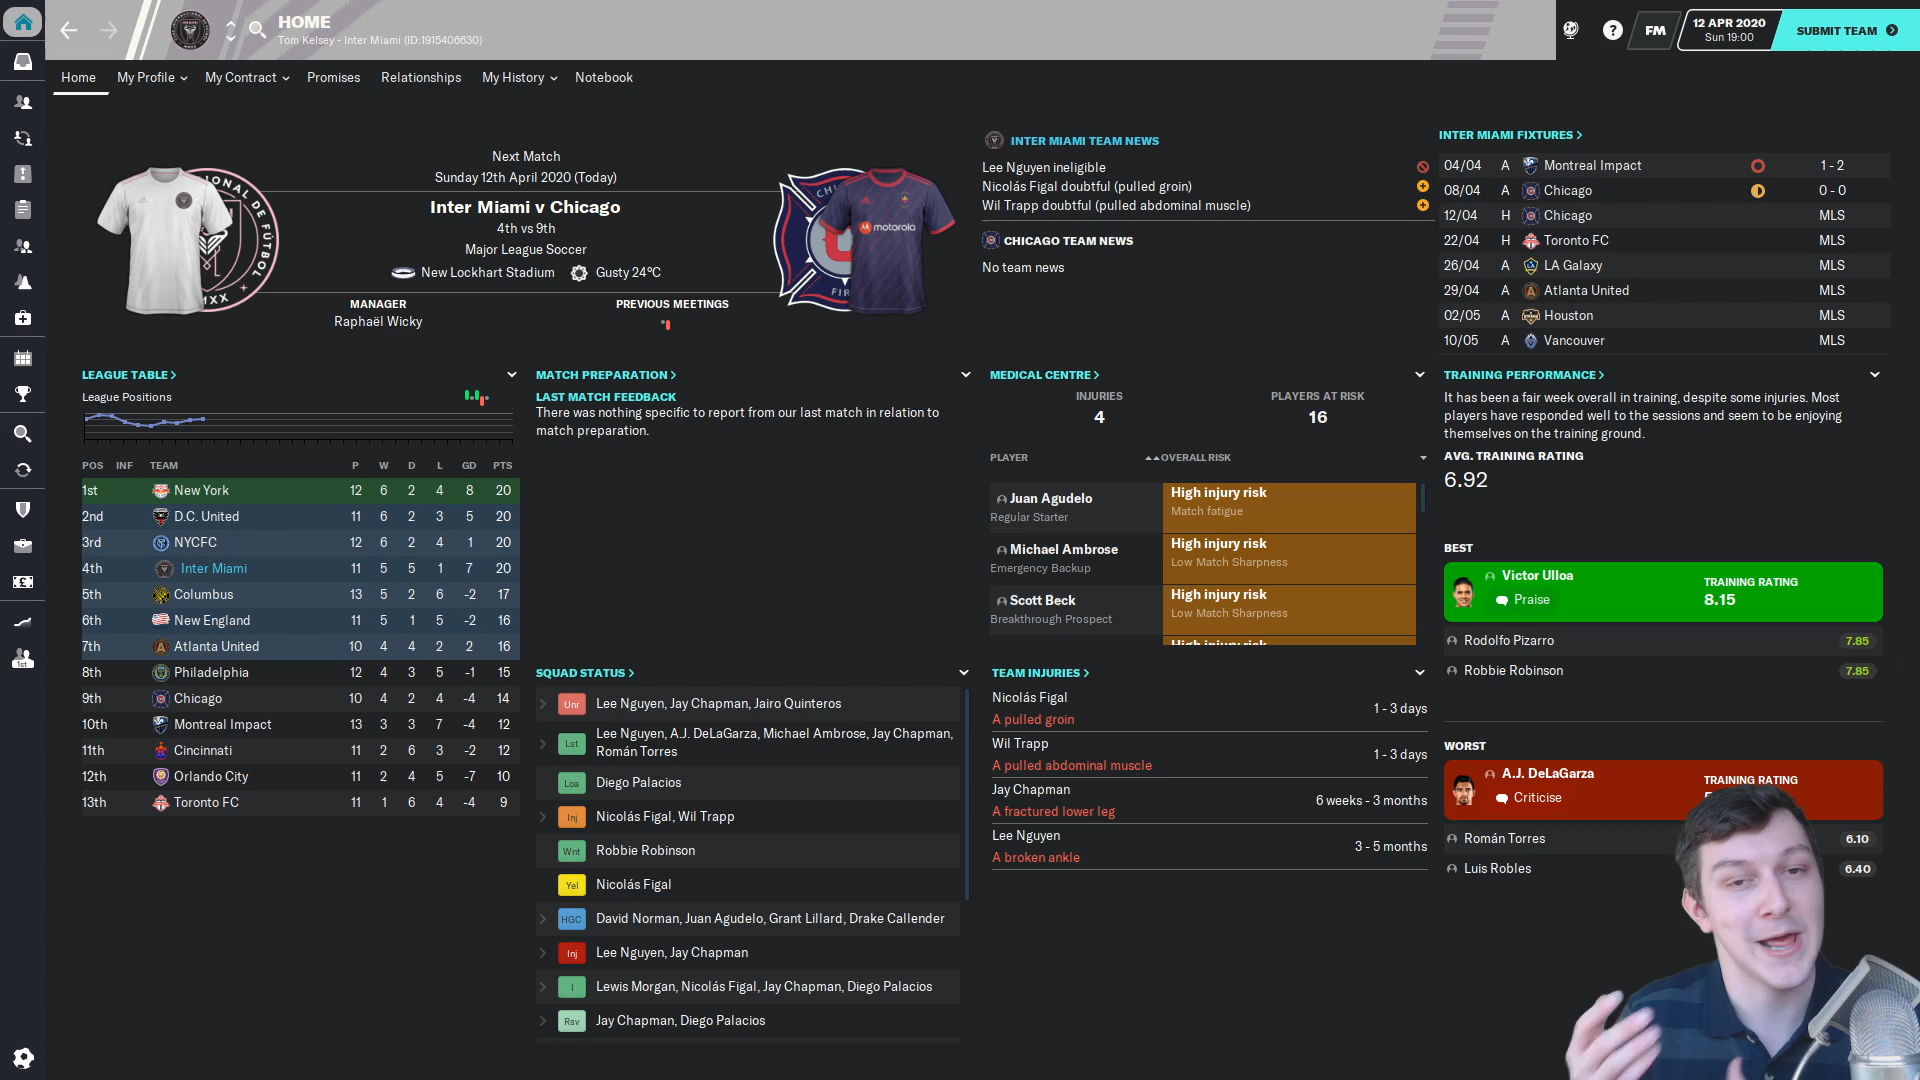 HOME
Tom Kelsey - Inter Miami (ID:1915406630)
FM
12 APR 2020
Sun 19:00
SUBMIT TEAM
Home
My Profile
My Contract
Promises
Relationships
My History
Notebook
Next Match
Sunday 12th April 2020 (Today)
Inter Miami v Chicago
4th vs 9th
Major League Soccer
New Lockhart Stadium
Gusty 24°C
MANAGER
Raphaël Wicky
PREVIOUS MEETINGS
motorola
INTER MIAMI TEAM NEWS
Lee Nguyen ineligible
Nicolás Figal doubtful (pulled groin)
Wil Trapp doubtful (pulled abdominal muscle)
CHICAGO TEAM NEWS
No team news
INTER MIAMI FIXTURES >
04/04 A Montreal Impact 1 - 2
08/04 A Chicago 0 - 0
12/04 H Chicago MLS
22/04 H Toronto FC MLS
26/04 A LA Galaxy MLS
29/04 A Atlanta United MLS
02/05 A Houston MLS
10/05 A Vancouver MLS
LEAGUE TABLE >
League Positions
POS INF TEAM P W D L GD PTS
1st New York 12 6 2 4 8 20
2nd D.C. United 11 6 2 3 5 20
3rd NYCFC 12 6 2 4 1 20
4th Inter Miami 11 5 5 1 7 20
5th Columbus 13 5 2 6 -2 17
6th New England 11 5 1 5 -2 16
7th Atlanta United 10 4 4 2 2 16
8th Philadelphia 12 4 3 5 -1 15
9th Chicago 10 4 2 4 -4 14
10th Montreal Impact 13 3 3 7 -4 12
11th Cincinnati 11 2 6 3 -2 12
12th Orlando City 11 2 4 5 -7 10
13th Toronto FC 11 1 6 4 -4 9
MATCH PREPARATION >
LAST MATCH FEEDBACK
There was nothing specific to report from our last match in relation to
match preparation.
SQUAD STATUS >
Unr Lee Nguyen, Jay Chapman, Jairo Quinteros
Lst Lee Nguyen, A.J. DeLaGarza, Michael Ambrose, Jay Chapman,
Román Torres
Loa Diego Palacios
Inj Nicolás Figal, Wil Trapp
Wnt Robbie Robinson
Yel Nicolás Figal
HGC David Norman, Juan Agudelo, Grant Lillard, Drake Callender
Inj Lee Nguyen, Jay Chapman
I Lewis Morgan, Nicolás Figal, Jay Chapman, Diego Palacios
Rsv Jay Chapman, Diego Palacios
MEDICAL CENTRE >
INJURIES
4
PLAYERS AT RISK
16
PLAYER
OVERALL RISK
Juan Agudelo
Regular Starter
High injury risk
Match fatigue
Michael Ambrose
Emergency Backup
High injury risk
Low Match Sharpness
Scott Beck
Breakthrough Prospect
High injury risk
Low Match Sharpness
High injury risk
TEAM INJURIES >
Nicolás Figal
A pulled groin
1 - 3 days
Wil Trapp
A pulled abdominal muscle
1 - 3 days
Jay Chapman
A fractured lower leg
6 weeks - 3 months
Lee Nguyen
A broken ankle
3 - 5 months
TRAINING PERFORMANCE >
It has been a fair week overall in training, despite some injuries. Most
players have responded well to the sessions and seem to be enjoying
themselves on the training ground.
AVG. TRAINING RATING
6.92
BEST
Victor Ulloa
Praise
TRAINING RATING
8.15
Rodolfo Pizarro 7.85
Robbie Robinson 7.85
WORST
A.J. DeLaGarza
Criticise
TRAINING RATING
Román Torres 6.10
Luis Robles 6.40
1st